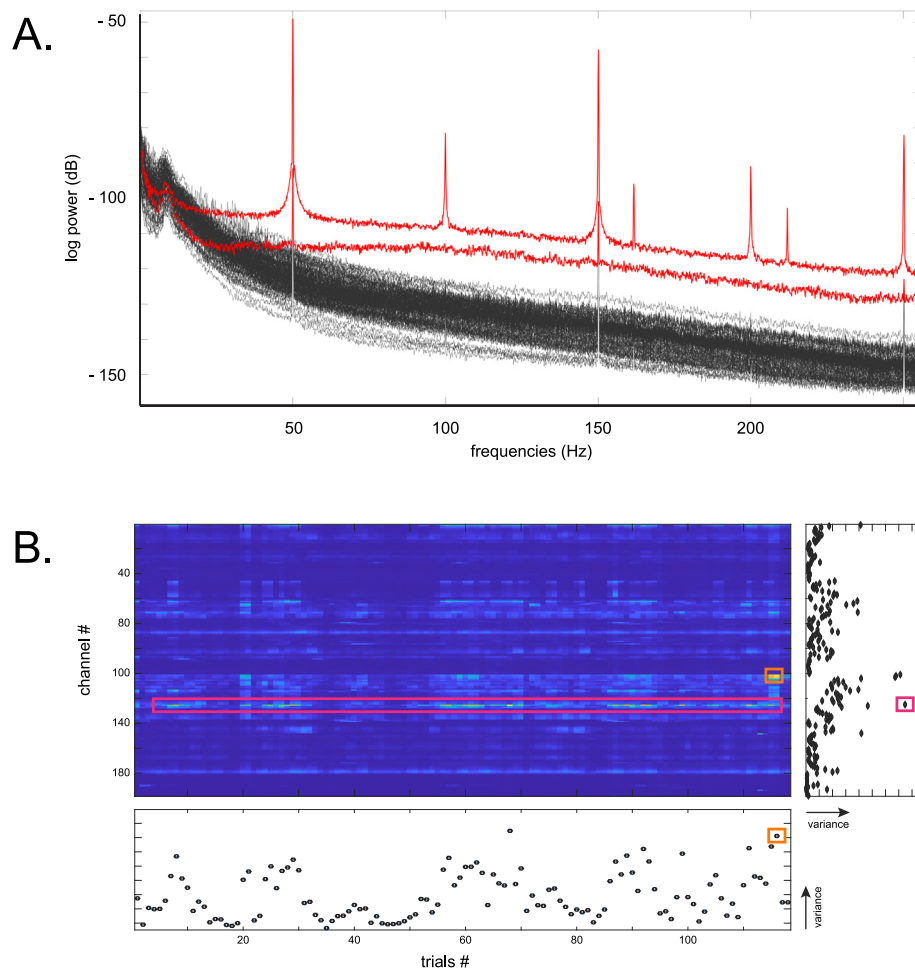 A.
- 50
- 100
- 150
log power (dB)
50
100
150
200
frequencies (Hz)
B.
40
80
100
140
180
channel #
variance
variance
20
40
60
80
100
trials #